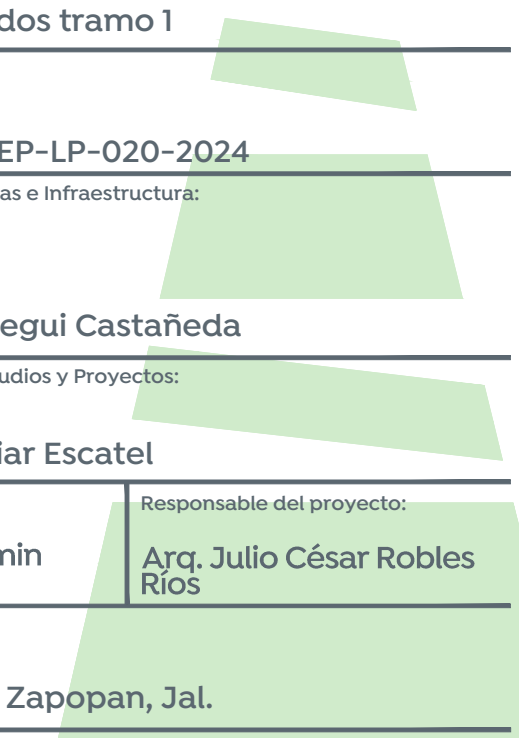 dos tramo 1
EP-LP-020-2024
as e Infraestructura:
egui Castañeda
udios y Proyectos:
iar Escatel
Responsable del proyecto:
min
Arq. Julio César Robles
Ríos
Zapopan, Jal.